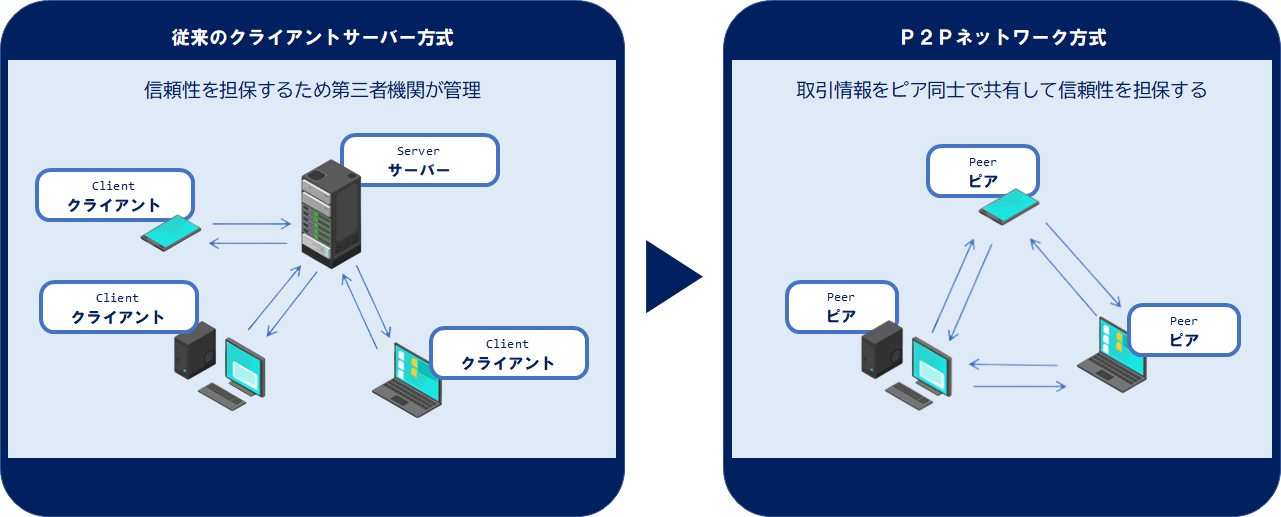 従来のクライアントサーバー方式
信頼性を担保するため第三者機関が管理
Server
サーバー
Client
クライアント
Client
クライアント
Client
クライアント
P2Pネットワーク方式
取引情報をピア同士で共有して信頼性を担保する
Peer
ピア
Peer
ピア
Peer
ピア